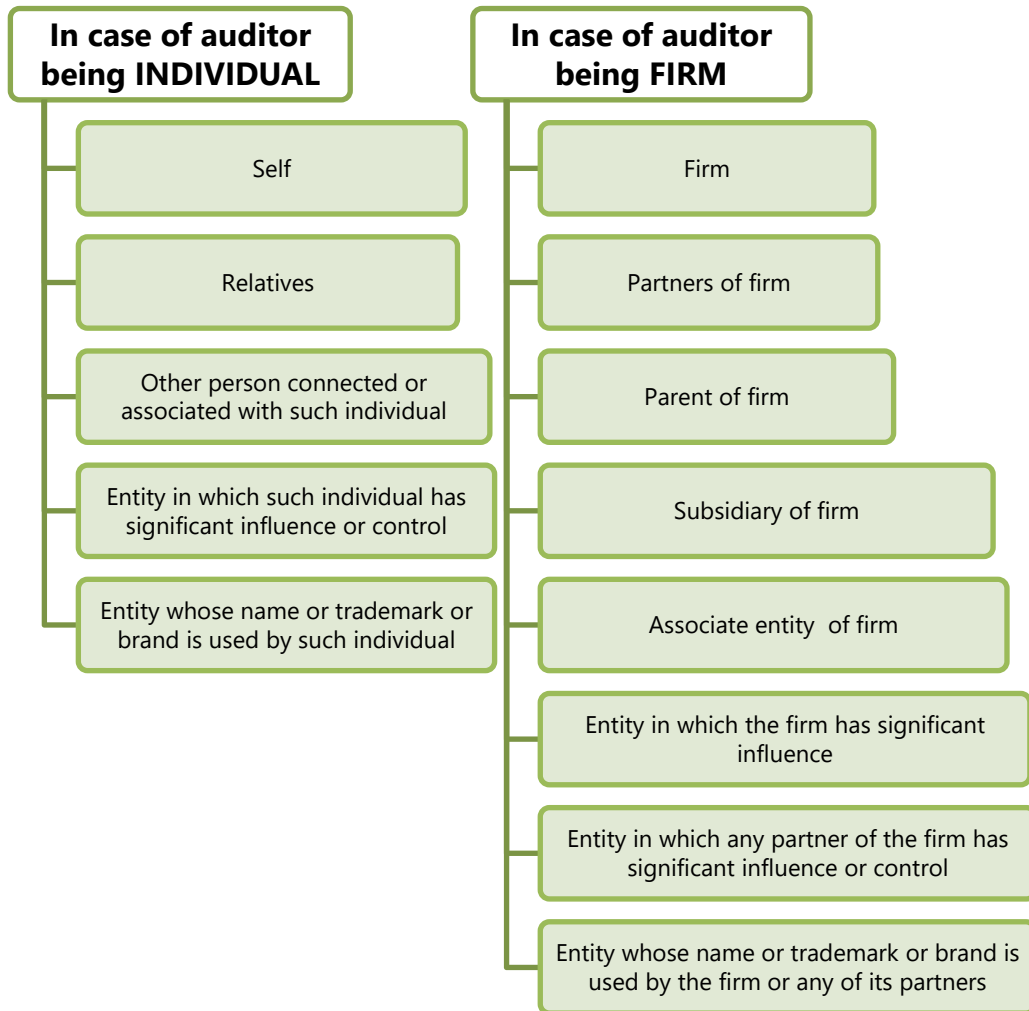 In case of auditor
being INDIVIDUAL
Self
Relatives
Other person connected or
associated with such individual
Entity in which such individual has
significant influence or control
Entity whose name or trademark or
brand is used by such individual
In case of auditor
being FIRM
Firm
Partners of firm
Parent of firm
Subsidiary of firm
Associate entity  of firm
Entity in which the firm has significant
influence
Entity in which any partner of the firm has
significant influence or control
Entity whose name or trademark or brand is
used by the firm or any of its partners